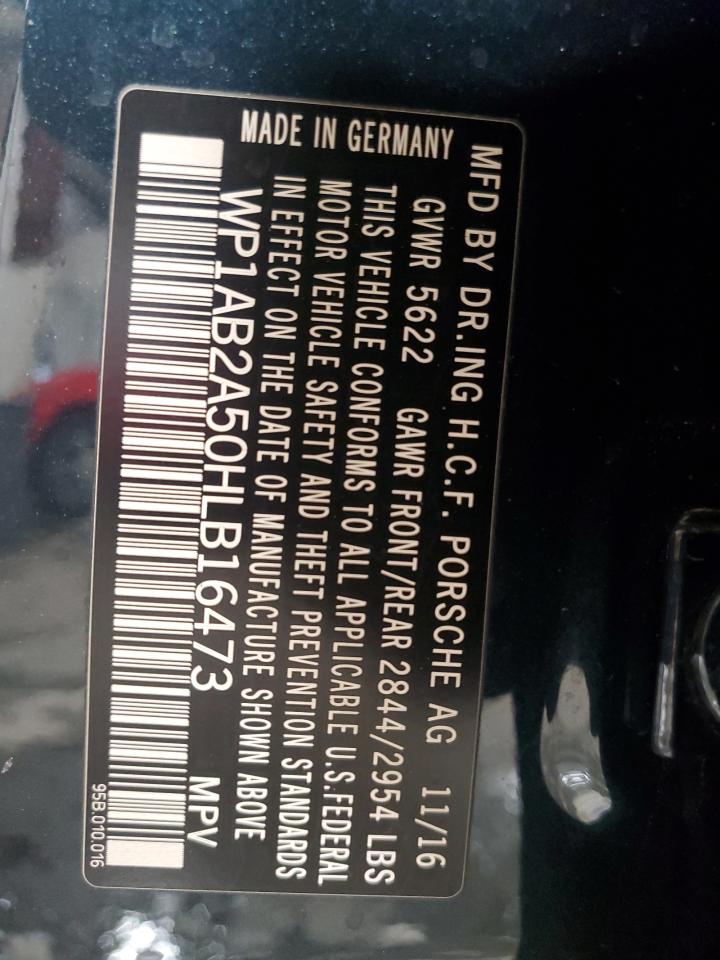 MFD BY DR.ING H.C.F. PORSCHE AG 11/16
GVWR 5622 GAWR FRONT/REAR 2844/2954 LBS
THIS VEHICLE CONFORMS TO ALL APPLICABLE U.S.FEDERAL
MOTOR VEHICLE SAFETY AND THEFT PREVENTION STANDARDS
IN EFFECT ON THE DATE OF MANUFACTURE SHOWN ABOVE
WP1AB2A50HLB16473 MPV
MADE IN GERMANY
95B.010.016